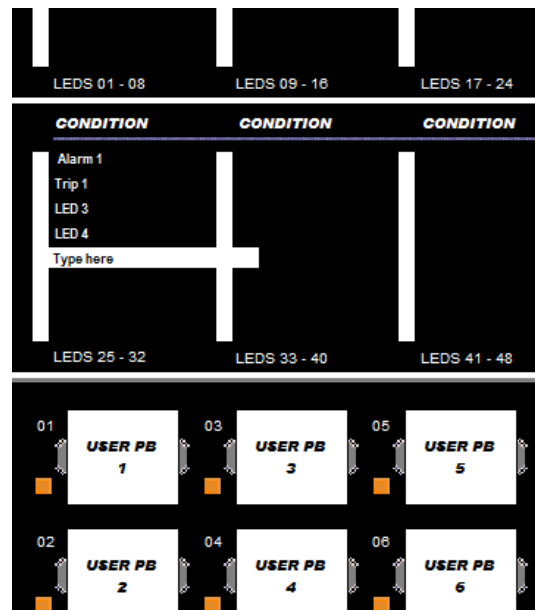 LEDS 01 - 08 LEDS 09 - 16 LEDS 17 - 24
CONDITION CONDITION CONDITION
Alarm 1
Trip 1
LED 3
LED 4
Type here
LEDS 25 - 32 LEDS 33 - 40 LEDS 41 - 48
01 03 05
USER PB USER PB USER PB
1 3 5
02 04 06
USER PB USER PB USER PB
2 4 6